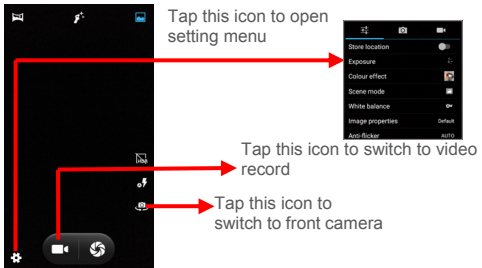 Tap this icon to open
setting menu
Store location
Exposure
Colour effect
Scene mode
White balance
Image properties Default
Anti-flicker AUTO
Tap this icon to switch to video
record
Tap this icon to
switch to front camera